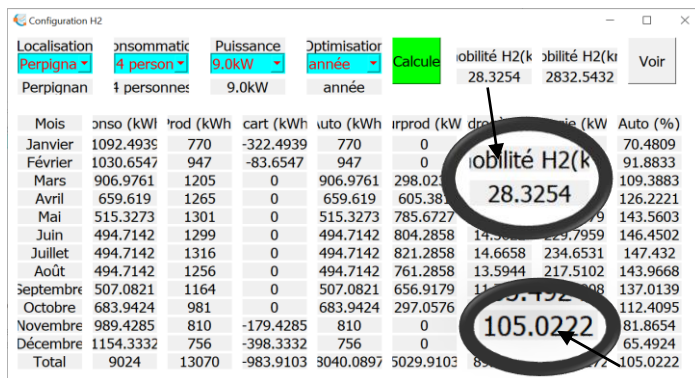 Configuration H2
Localisation onsommatic Puissance Optimisation
Perpigna 4 person 9.0kW année Calcule obilité H2(k obilité H2(kr Voir
Perpignan 4 personnes 9.0kW année 28.3254 2832.5432
Mois onso (kWh Prod (kWh cart (kWh Auto (kWh urprod (kW Auto (%)
Janvier 1092.4939 770 -322.4939 770 0 70.4809
Février 1030.6547 947 -83.6547 947 0 obilité H2(k 91.8833
Mars 906.9761 1205 0 906.9761 109.3883
Avril 659.619 1265 0 659.619 28.3254 126.2221
Mai 515.3273 1301 0 515.3273 785.6727 143.5603
Juin 494.7142 1299 0 494.7142 804.2858 146.4502
Juillet 494.7142 1316 0 494.7142 821.2858 14.6658 234.6531 147.432
Août 494.7142 1256 0 494.7142 761.2858 13.5944 217.5102 143.9668
Septembre 507.0821 1164 0 507.0821 656.9179 137.0139
Octobre 683.9424 981 0 683.9424 297.0576 112.4095
Novembre 989.4285 810 -179.4285 810 0 105.0222 81.8654
Décembre 1154.3332 756 -398.3332 756 0 65.4924
Total 9024 13070 -983.9103 8040.0897 5029.9103 105.0222